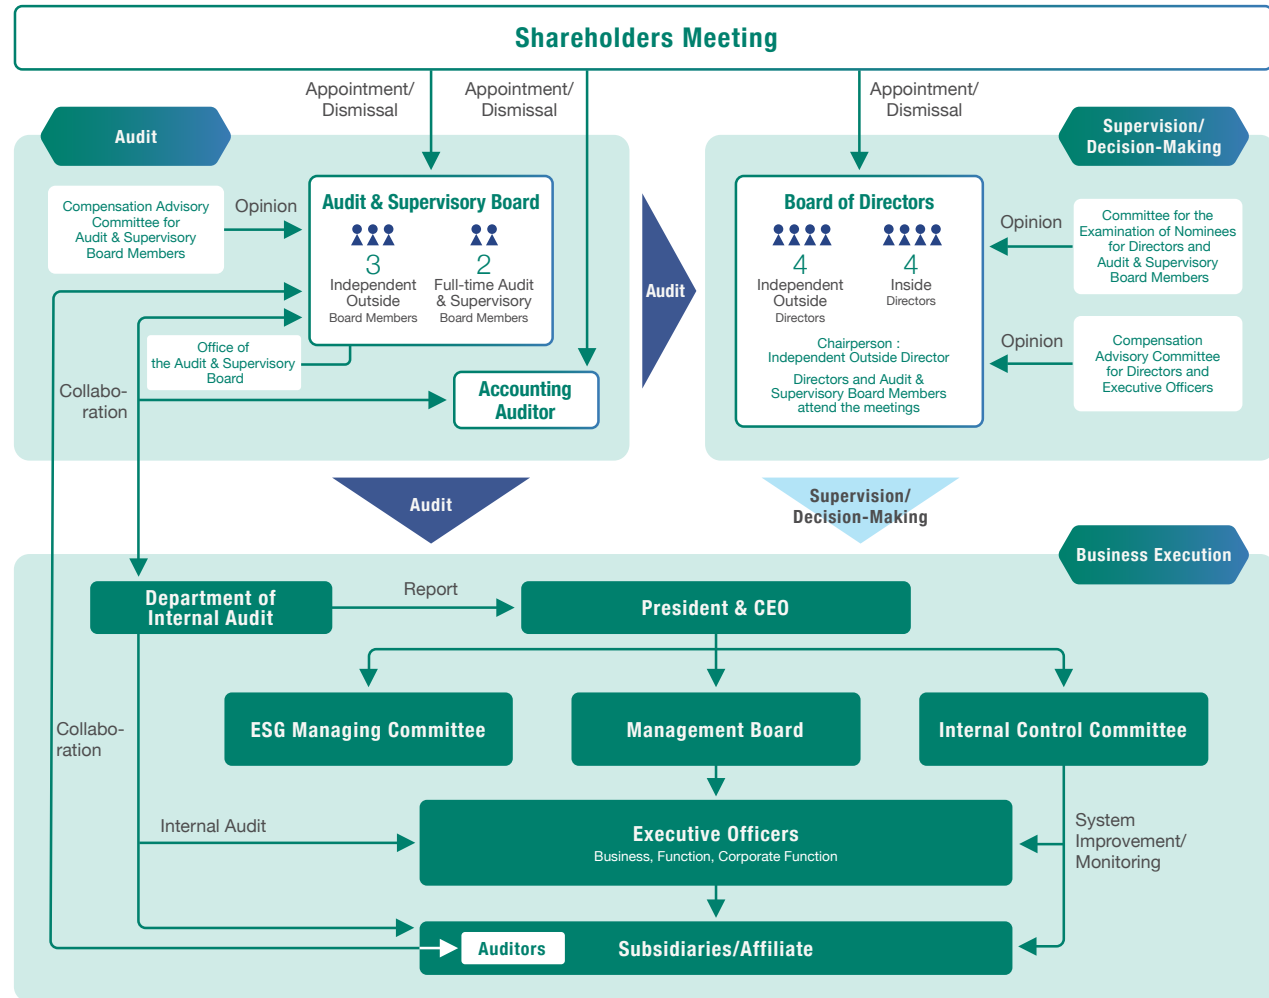 Shareholders Meeting
Appointment/
Dismissal
Appointment/
Dismissal
Appointment/
Dismissal
Audit
Compensation Advisory
Committee for
Audit & Supervisory
Board Members
Opinion
Audit & Supervisory Board
3
Independent
Outside
Board Members
2
Full-time Audit
& Supervisory
Board Members
Office of
the Audit & Supervisory
Board
Collabo-
ration
Accounting
Auditor
Audit
Supervision/
Decision-Making
Board of Directors
4
Independent
Outside
Directors
4
Inside
Directors
Chairperson :
Independent Outside Director
Directors and Audit &
Supervisory Board Members
attend the meetings
Opinion
Committee for the
Examination of Nominees
for Directors and
Audit & Supervisory
Board Members
Opinion
Compensation
Advisory Committee
for Directors and
Executive Officers
Audit
Supervision/
Decision-Making
Business Execution
Department of
Internal Audit
Report
President & CEO
ESG Managing Committee
Management Board
Internal Control Committee
Collabo-
ration
Internal Audit
Executive Officers
Business, Function, Corporate Function
System
Improvement/
Monitoring
Auditors
Subsidiaries/Affiliate